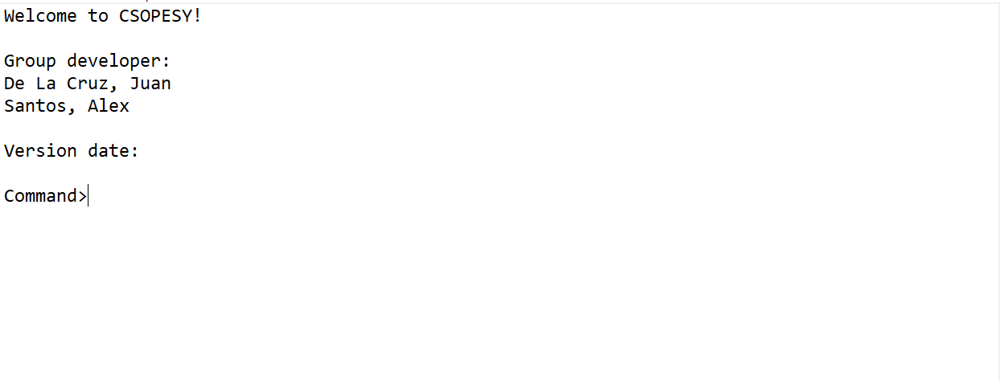 Welcome to CSOPESY!
Group developer:
De La Cruz, Juan
Santos, Alex
Version date:
Command>